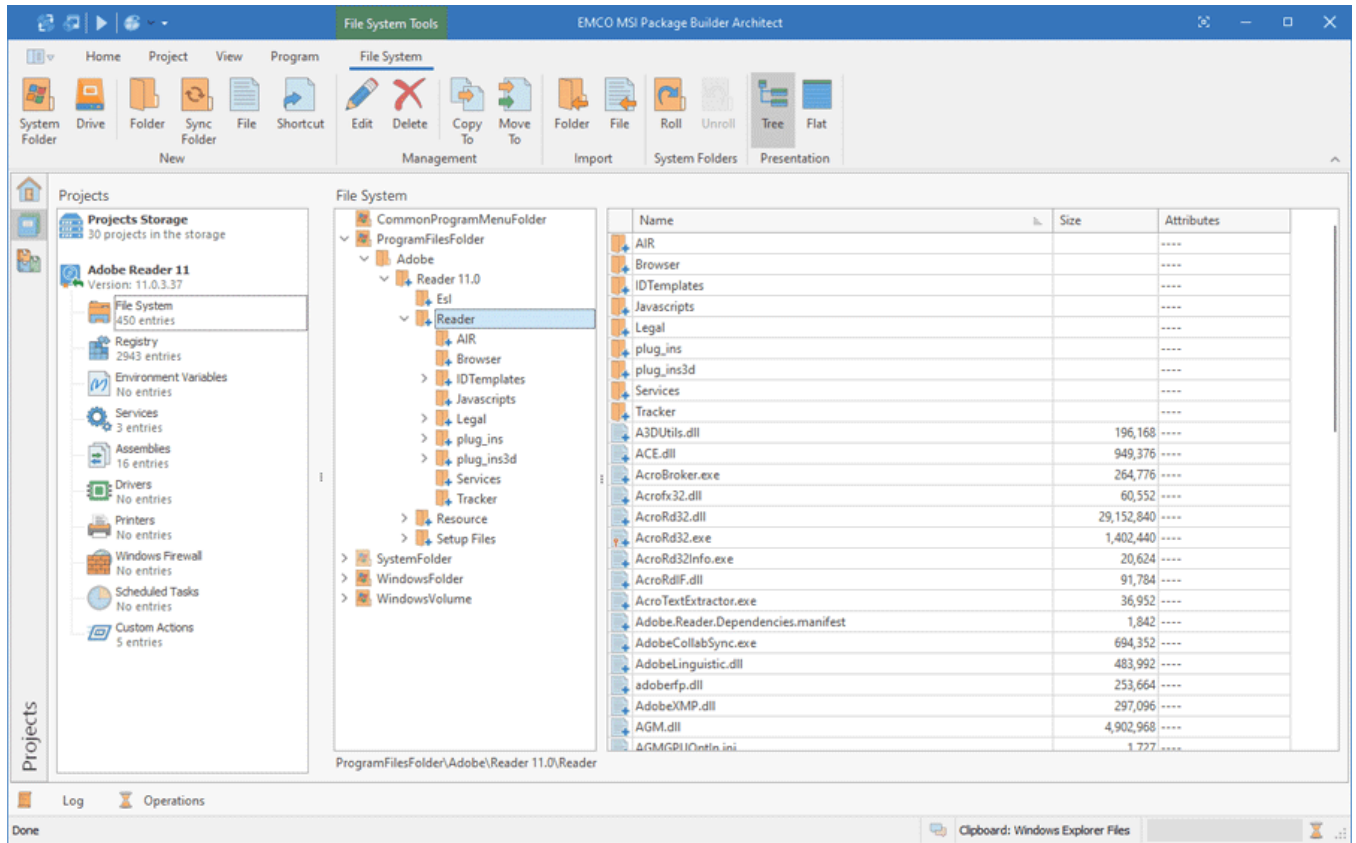 File System Tools
EMCO MSI Package Builder Architect
Home Project View Program File System
System Folder
Drive
Folder
Sync Folder
File
Shortcut
Edit
Delete
Copy To
Move To
Folder
File
Roll
Unroll
Tree
Flat
New
Management
Import
System Folders
Presentation
Projects
Projects
Projects Storage
30 projects in the storage
Adobe Reader 11
Version: 11.0.3.37
File System
450 entries
Registry
2943 entries
Environment Variables
No entries
Services
3 entries
Assemblies
16 entries
Drivers
No entries
Printers
No entries
Windows Firewall
No entries
Scheduled Tasks
No entries
Custom Actions
5 entries
File System
CommonProgramMenuFolder
ProgramFilesFolder
Adobe
Reader 11.0
Esl
Reader
AIR
Browser
IDTemplates
Javascripts
Legal
plug_ins
plug_ins3d
Services
Tracker
Resource
Setup Files
SystemFolder
WindowsFolder
WindowsVolume
Name Size Attributes
AIR ----
Browser ----
IDTemplates ----
Javascripts ----
Legal ----
plug_ins ----
plug_ins3d ----
Services ----
Tracker ----
A3DUtils.dll 196,168 ----
ACE.dll 949,376 ----
AcroBroker.exe 264,776 ----
Acrofx32.dll 60,552 ----
AcroRd32.dll 29,152,840 ----
AcroRd32.exe 1,402,440 ----
AcroRd32Info.exe 20,624 ----
AcroRdIF.dll 91,784 ----
AcroTextExtractor.exe 36,952 ----
Adobe.Reader.Dependencies.manifest 1,842 ----
AdobeCollabSync.exe 694,352 ----
AdobeLinguistic.dll 483,992 ----
adoberfp.dll 253,664 ----
AdobeXMP.dll 297,096 ----
AGM.dll 4,902,968 ----
AGMGPUOptIn.ini 1,727 ----
ProgramFilesFolder\Adobe\Reader 11.0\Reader
Log Operations
Done
Clipboard: Windows Explorer Files